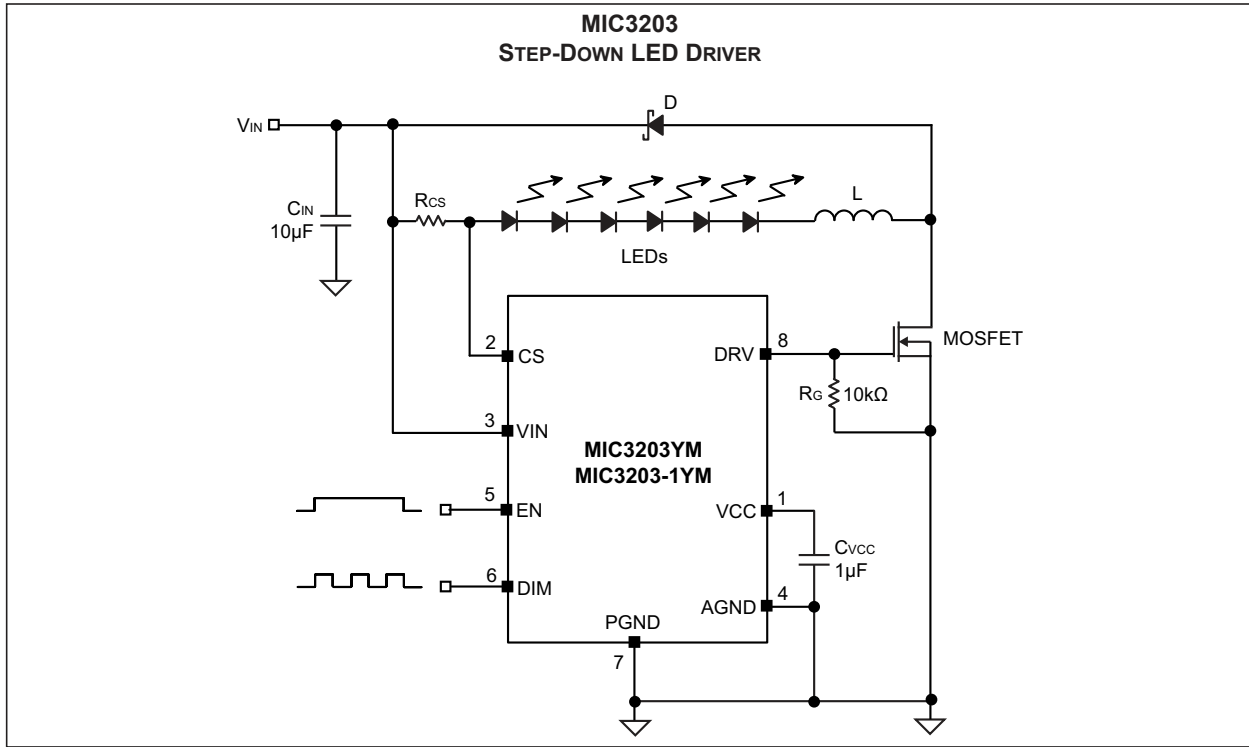 MIC3203
STEP-DOWN LED DRIVER
D
VIN
RCS
L
CIN
10µF
LEDs
2
CS
DRV
8
MOSFET
RG
10kΩ
3
VIN
MIC3203YM
MIC3203-1YM
5
EN
VCC
1
CVCC
1µF
6
DIM
AGND
4
PGND
7